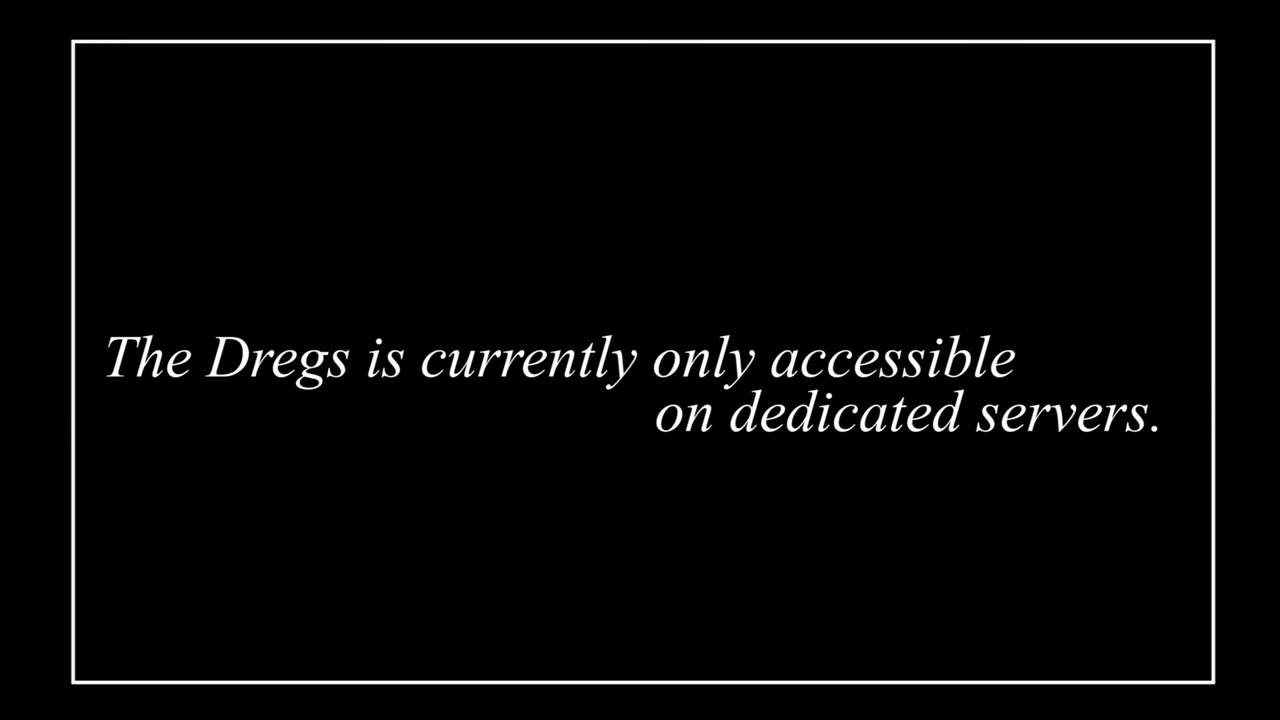 The Dregs is currently only accessible
on dedicated servers.